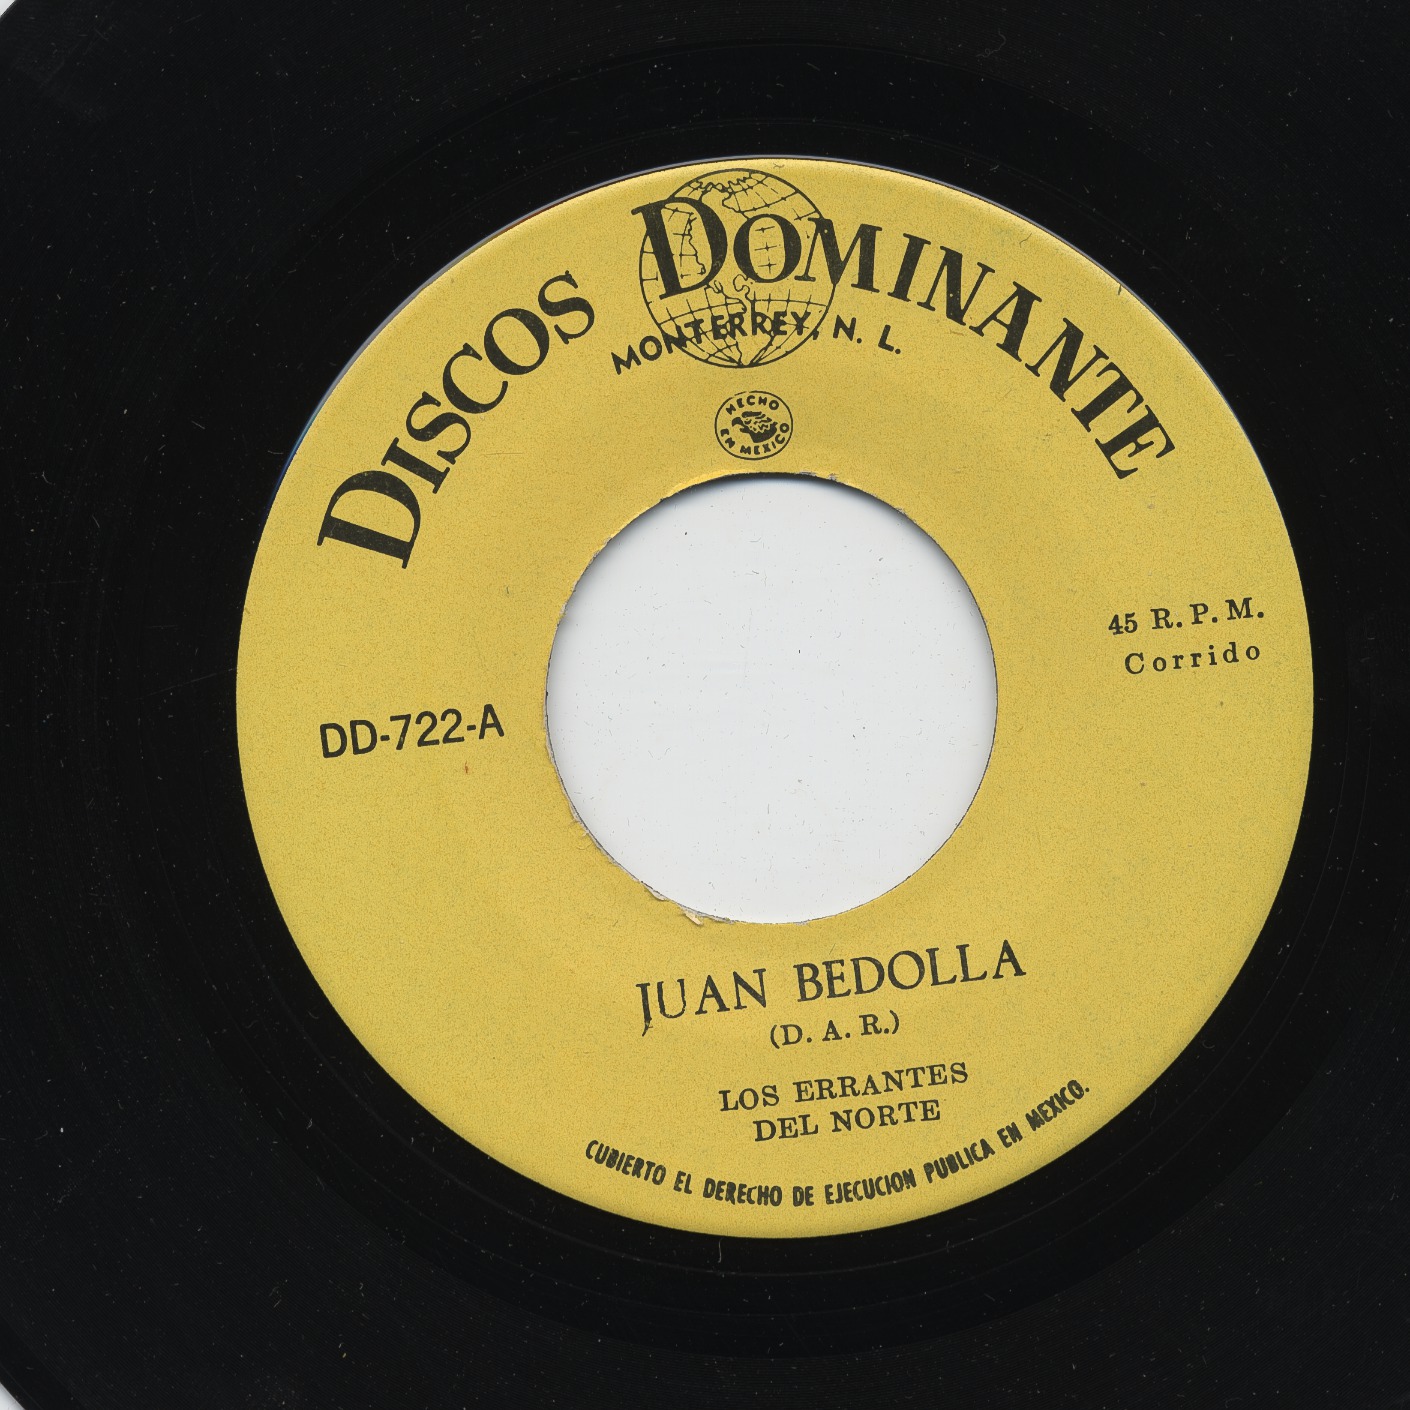 DISCOS DOMINANTE
MONTERREY, N. L.
HECHO
EN MEXICO
45 R. P. M.
Corrido
DD-722-A
JUAN BEDOLLA
(D. A. R.)
LOS ERRANTES
DEL NORTE
CUBIERTO EL DERECHO DE EJECUCION PUBLICA EN MEXICO.